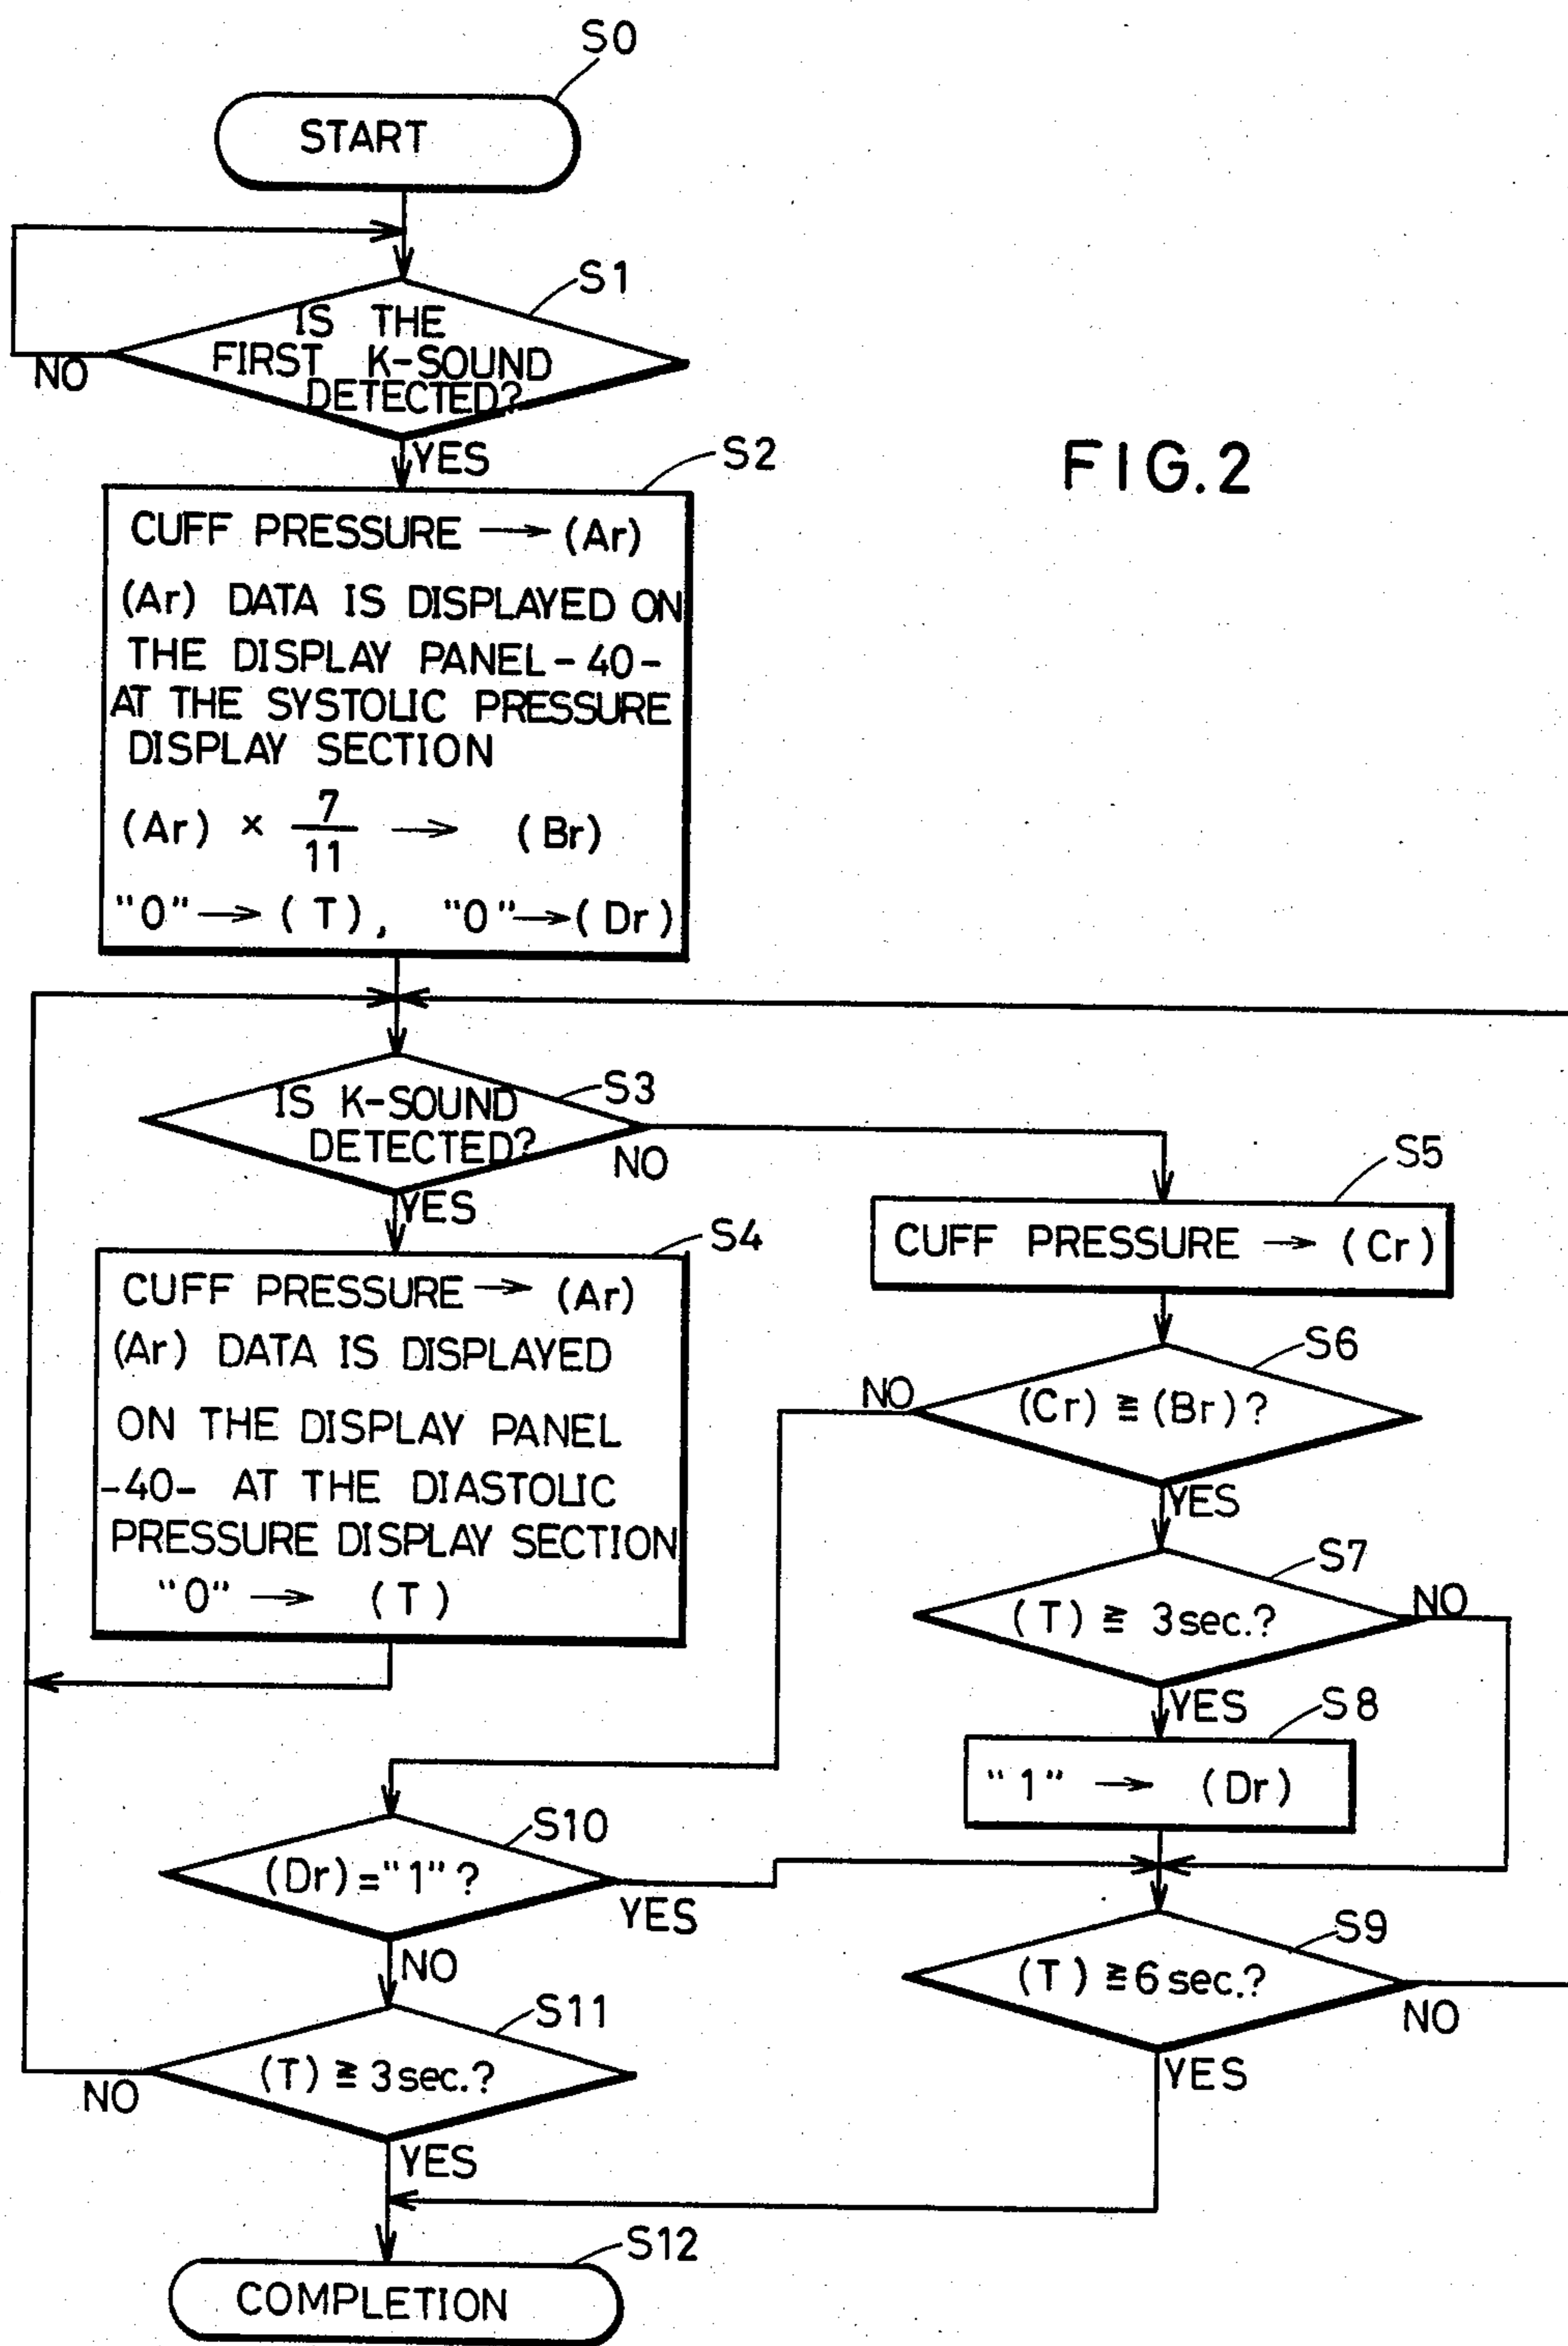 S0
START
S1
IS THE
FIRST K-SOUND
DETECTED?
NO
YES
S2
FIG.2
CUFF PRESSURE → (Ar)
(Ar) DATA IS DISPLAYED ON
THE DISPLAY PANEL-40-
AT THE SYSTOLIC PRESSURE
DISPLAY SECTION
(Ar) × 7/11 → (Br)
"0" → (T), "0" → (Dr)
S3
IS K-SOUND
DETECTED?
NO
YES
S4
CUFF PRESSURE → (Ar)
(Ar) DATA IS DISPLAYED
ON THE DISPLAY PANEL
-40- AT THE DIASTOLIC
PRESSURE DISPLAY SECTION
"0" → (T)
S5
CUFF PRESSURE → (Cr)
S6
(Cr) ≧ (Br)?
NO
YES
S7
(T) ≧ 3sec.?
NO
YES
S8
"1" → (Dr)
S10
(Dr)="1"?
YES
NO
S9
(T) ≧ 6sec.?
NO
YES
S11
(T) ≧ 3sec.?
NO
YES
S12
COMPLETION